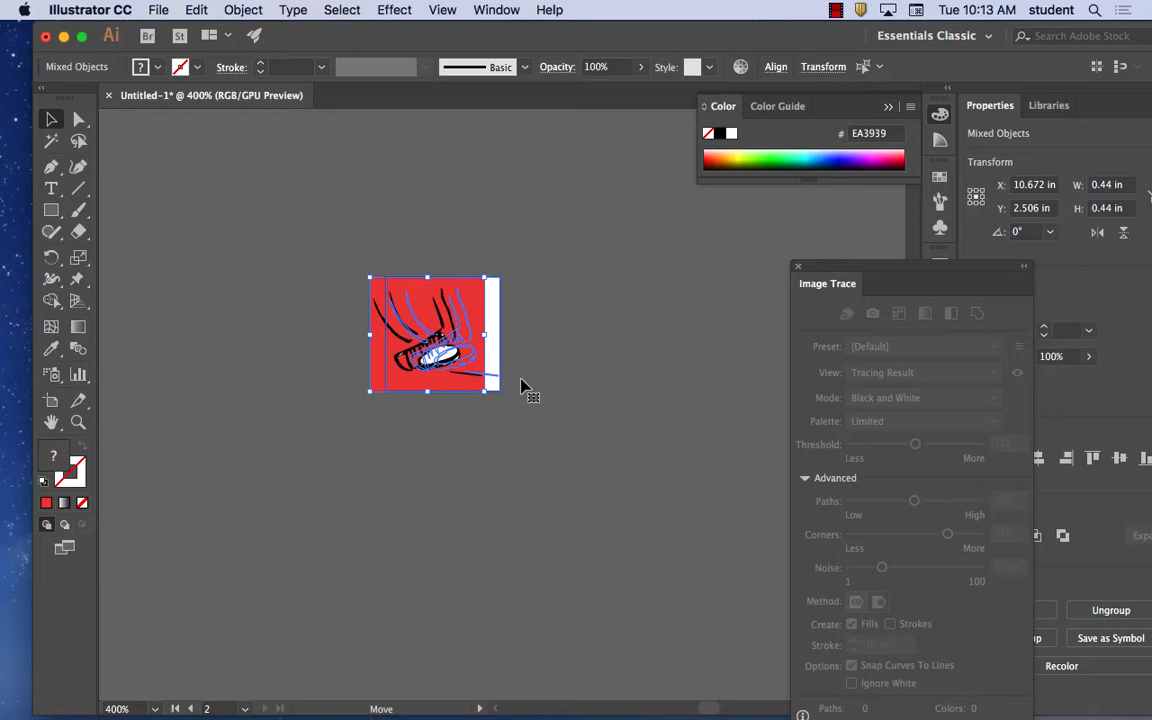 Illustrator CC File Edit Object Type Select Effect View Window Help Tue 10:13 AM student
Ai Br St Essentials Classic Search Adobe Stock
Mixed Objects ? Stroke: Basic Opacity: 100% Style: Align Transform
× Untitled-1* @ 400% (RGB/GPU Preview)
Color Color Guide
# EA3939
Properties Libraries
Mixed Objects
Transform
X: 10.672 in W: 0.44 in
Y: 2.506 in H: 0.44 in
0°
100%
Image Trace
Preset: [Default]
View: Tracing Result
Mode: Black and White
Palette: Limited
Threshold:
Less More
Advanced
Paths:
Low High
Corners:
Less More
Noise:
1 100
Method:
Create: Fills Strokes
Stroke:
Options: Snap Curves To Lines
Ignore White
Paths: 0 Colors: 0
Ungroup
Save as Symbol
Recolor
?
400% 2 Move